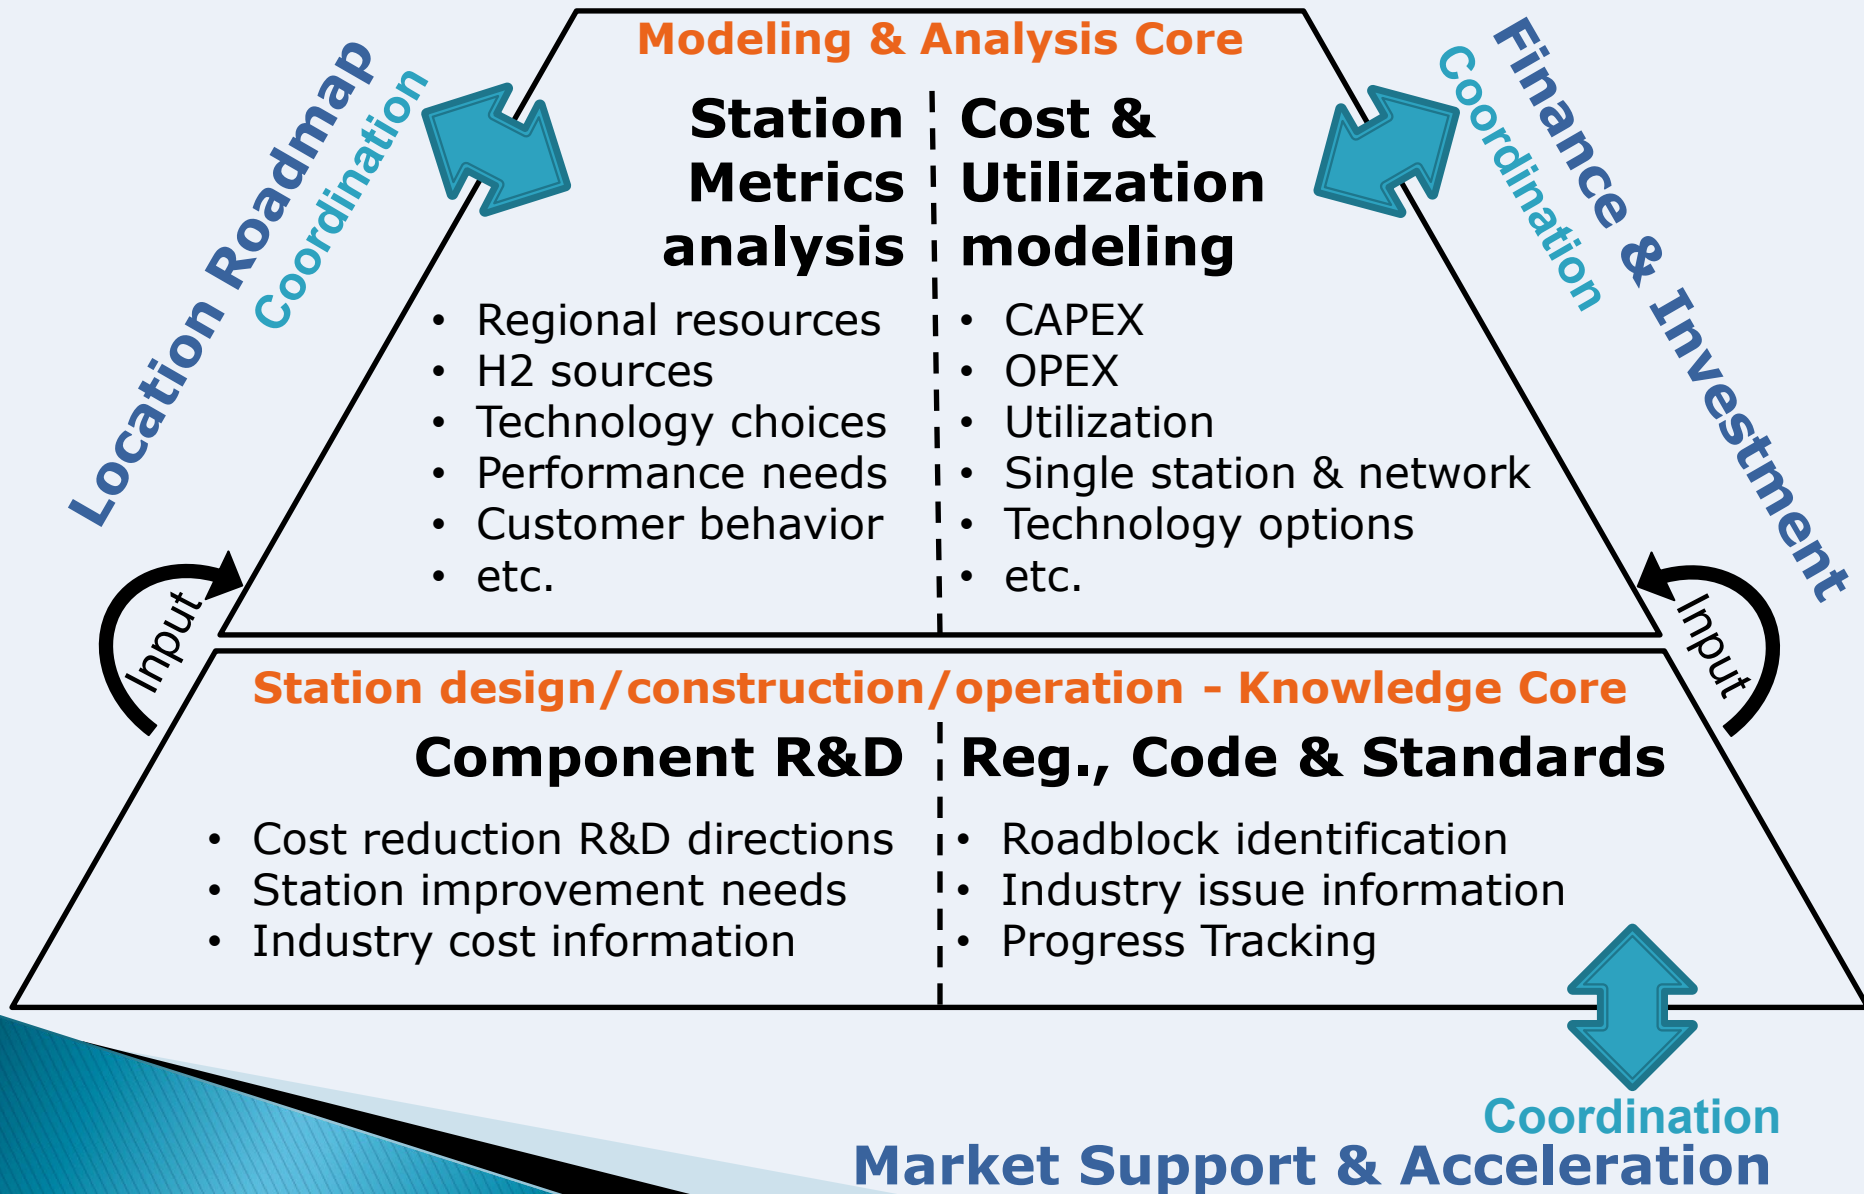 Modeling & Analysis Core
Location Roadmap
Coordination
Finance & Investment
Coordination
Station
Metrics
analysis
• Regional resources
• H2 sources
• Technology choices
• Performance needs
• Customer behavior
• etc.
Cost &
Utilization
modeling
• CAPEX
• OPEX
• Utilization
• Single station & network
• Technology options
• etc.
Input
Input
Station design/construction/operation - Knowledge Core
Component R&D
• Cost reduction R&D directions
• Station improvement needs
• Industry cost information
Reg., Code & Standards
• Roadblock identification
• Industry issue information
• Progress Tracking
Coordination
Market Support & Acceleration